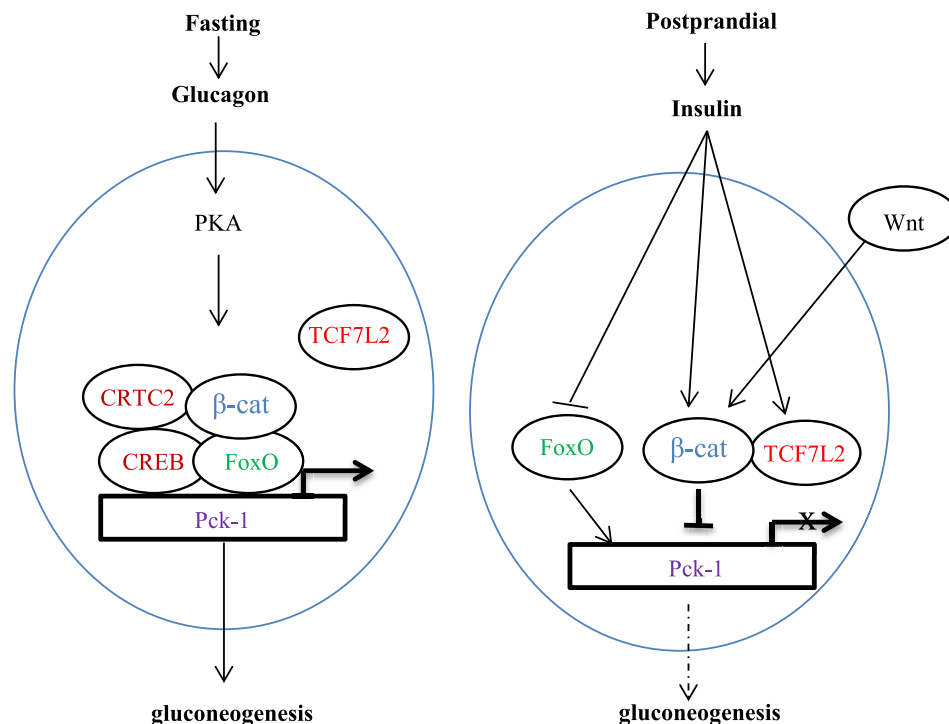 Fasting
Glucagon
PKA
TCF7L2
CRTC2
β-cat
CREB
FoxO
Pck-1
gluconeogenesis
Postprandial
Insulin
Wnt
FoxO
β-cat
TCF7L2
X
Pck-1
gluconeogenesis